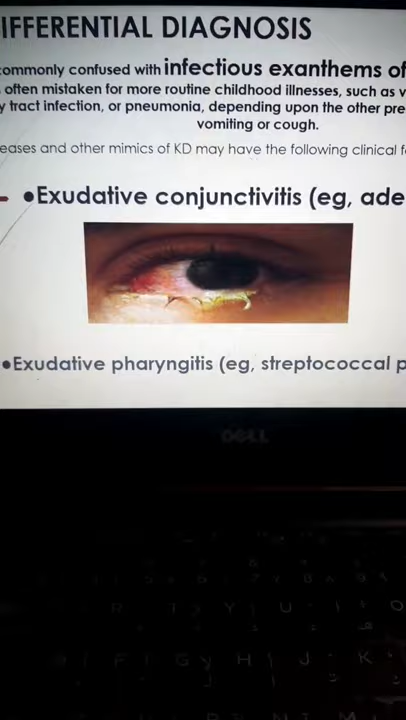 IFFERENTIAL DIAGNOSIS
commonly confused with infectious exanthems of
often mistaken for more routine childhood illnesses, such as v
y tract infection, or pneumonia, depending upon the other pre
vomiting or cough.
eases and other mimics of KD may have the following clinical f
•Exudative conjunctivitis (eg, ade
•Exudative pharyngitis (eg, streptococcal p
DELL
R T Y U I O
F G H J K
N M